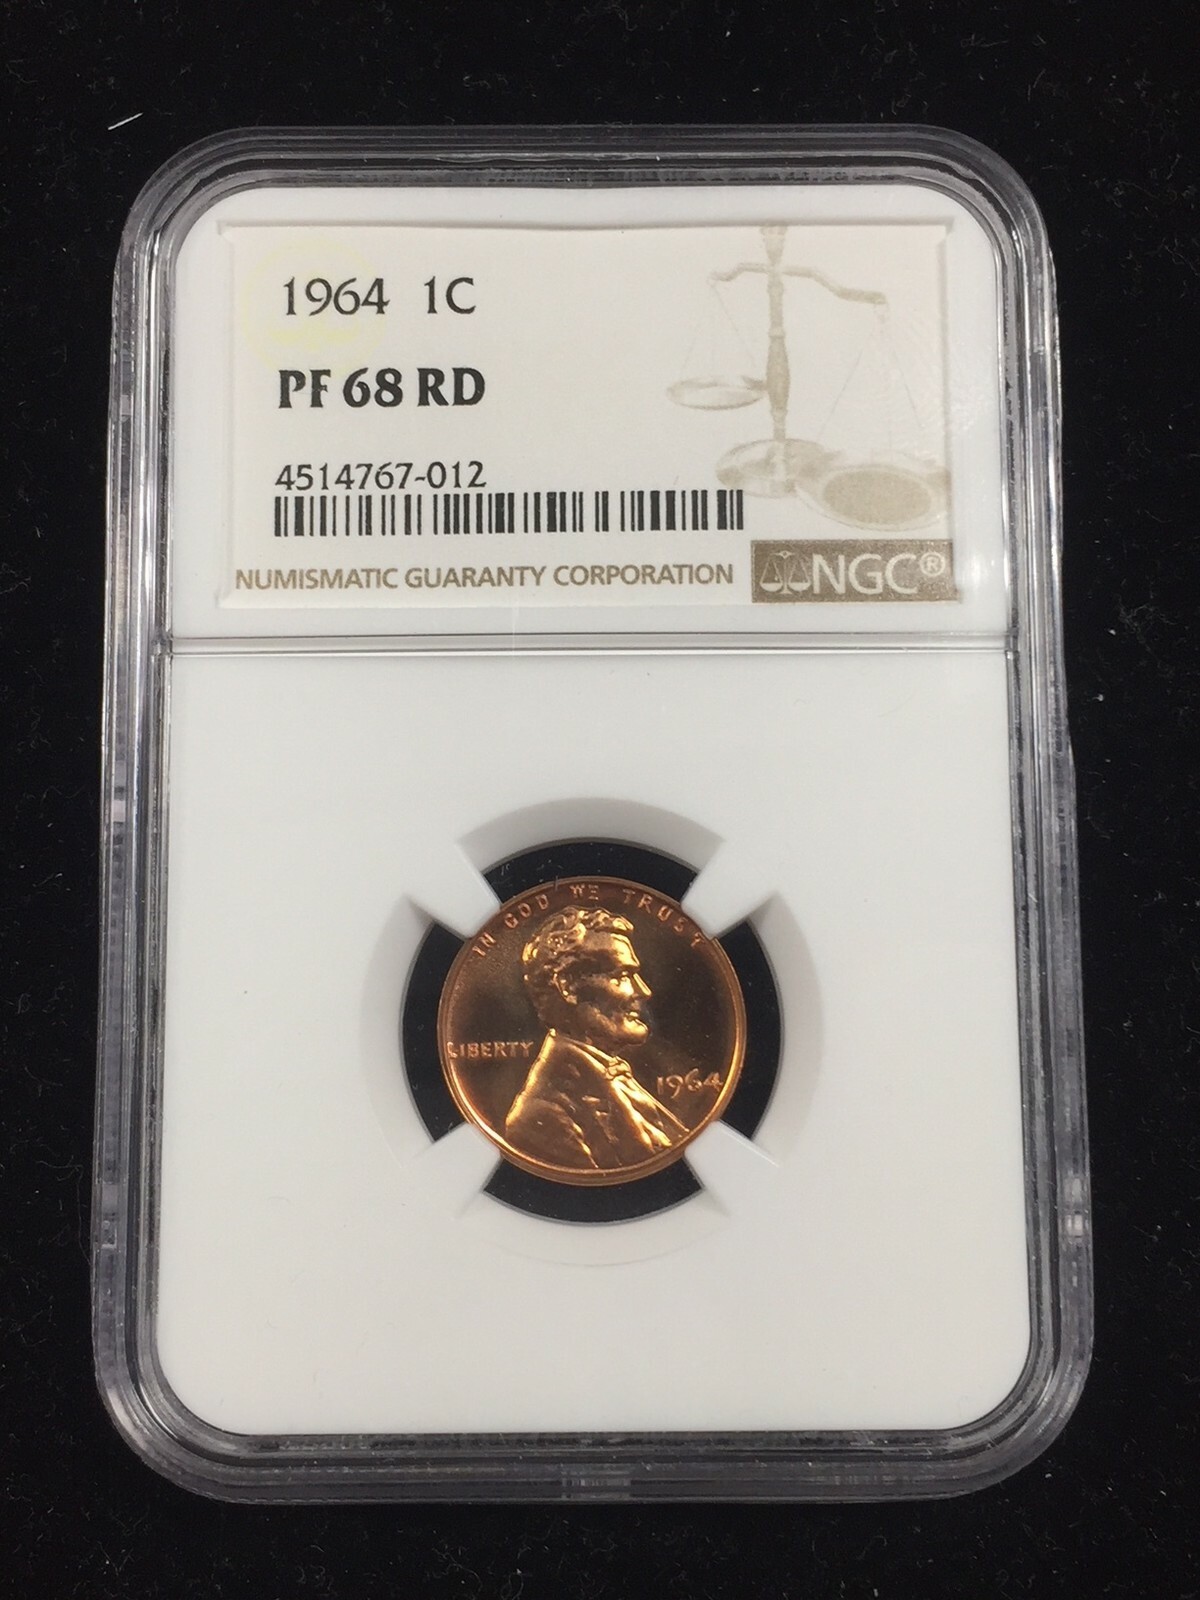 1964 1C
PF 68 RD
4514767-012
NUMISMATIC GUARANTY CORPORATION
NGC®
IN GOD WE TRUST
LIBERTY
1964